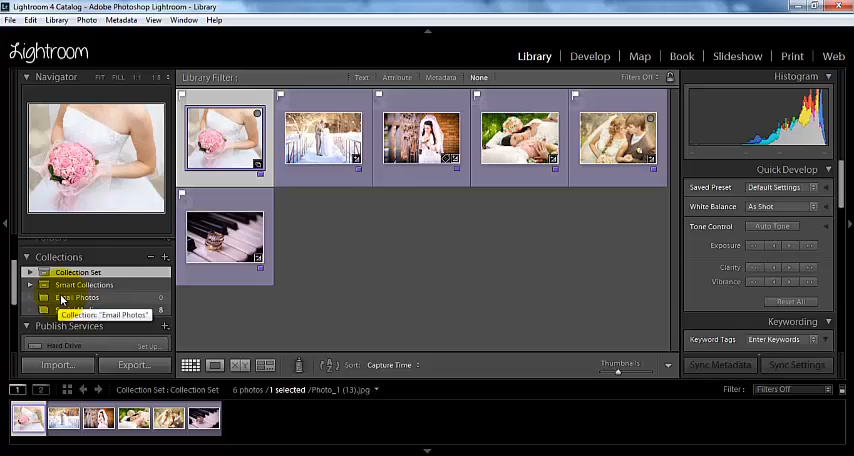 Lightroom 4 Catalog - Adobe Photoshop Lightroom - Library
File Edit Library Photo Metadata View Window Help
Lightroom
Library | Develop | Map | Book | Slideshow | Print | Web
Navigator FIT FILL 1:1 1:8
Library Filter: Text Attribute Metadata None Filters Off
Histogram
Quick Develop
Saved Preset Default Settings
White Balance As Shot
Tone Control Auto Tone
Exposure
Clarity
Vibrance
Reset All
Keywording
Keyword Tags Enter Keywords
Collections
Collection Set
Smart Collections
Email Photos 0
8
Collection: "Email Photos"
Publish Services
Hard Drive Set Up...
Import... Export...
Sort: Capture Time
Thumbnails
Sync Metadata Sync Settings
1 2 Collection Set : Collection Set 6 photos / 1 selected / Photo_1 (13).jpg Filter : Filters Off